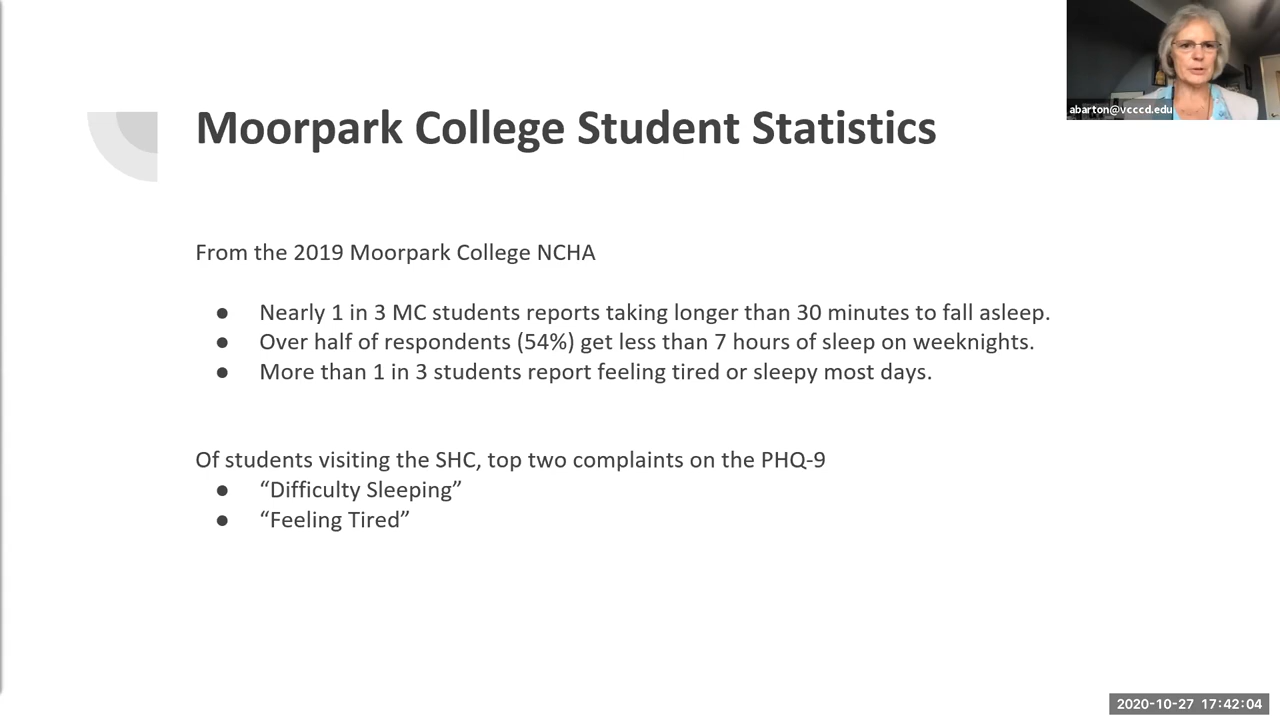 abarton@vcccd.edu
Moorpark College Student Statistics
From the 2019 Moorpark College NCHA
● Nearly 1 in 3 MC students reports taking longer than 30 minutes to fall asleep.
● Over half of respondents (54%) get less than 7 hours of sleep on weeknights.
● More than 1 in 3 students report feeling tired or sleepy most days.
Of students visiting the SHC, top two complaints on the PHQ-9
● “Difficulty Sleeping”
● “Feeling Tired”
2020-10-27 17:42:04